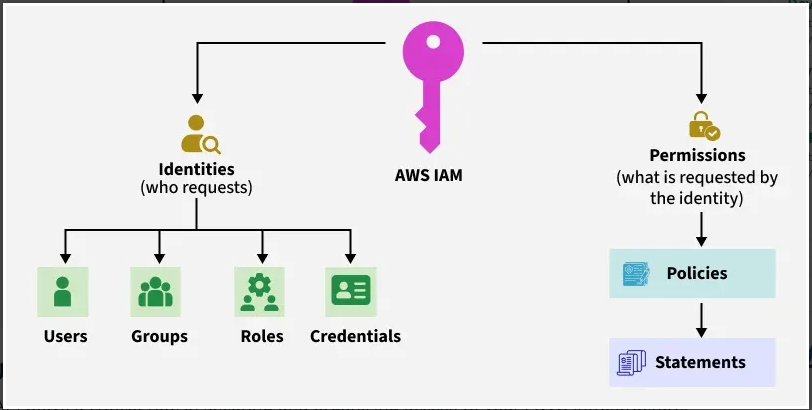 AWS IAM
Identities
(who requests)
Users
Groups
Roles
Credentials
Permissions
(what is requested by
the identity)
Policies
Statements